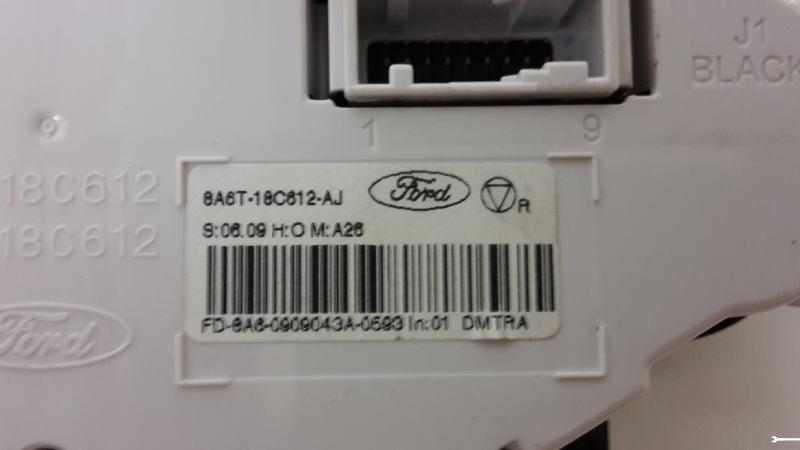 J1
BLACK
1 9
18C612
18C612
Ford
8A6T-18C612-AJ Ford R
S:06.09 H:O M:A26
FD-8A6-0909043A-0593 In:01 DMTRA